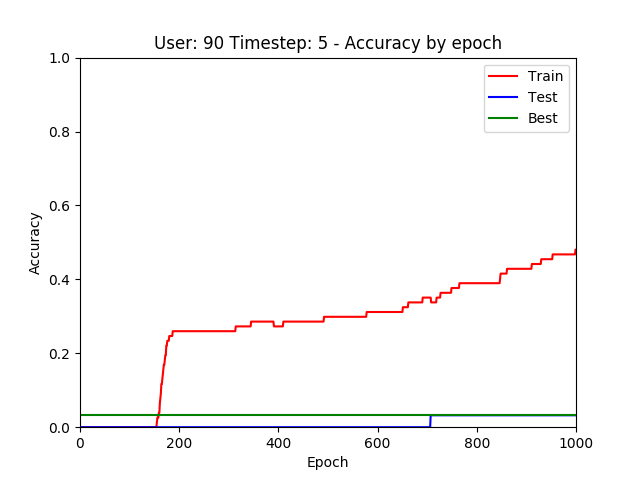 User: 90 Timestep: 5 - Accuracy by epoch
Accuracy
1.0
0.8
0.6
0.4
0.2
0.0
Train
Test
Best
0 200 400 600 800 1000
Epoch